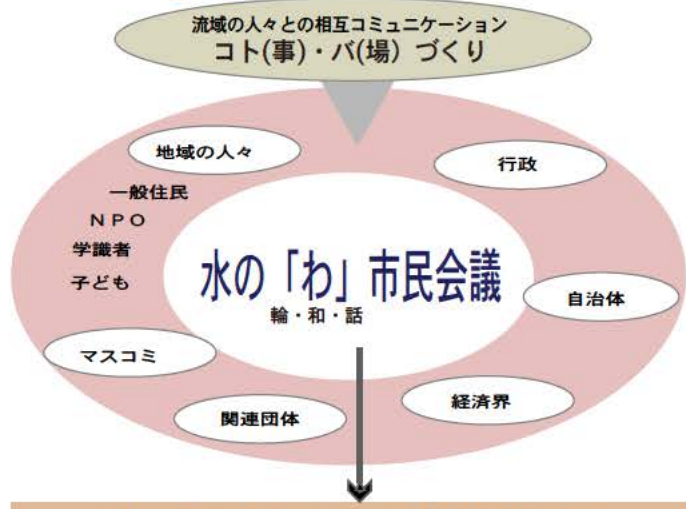 流域の人々との相互コミュニケーション
コト(事)・バ(場) づくり
地域の人々
行政
一般住民
ＮＰＯ
学識者
子ども
水の「わ」市民会議
輪・和・話
自治体
マスコミ
経済界
関連団体